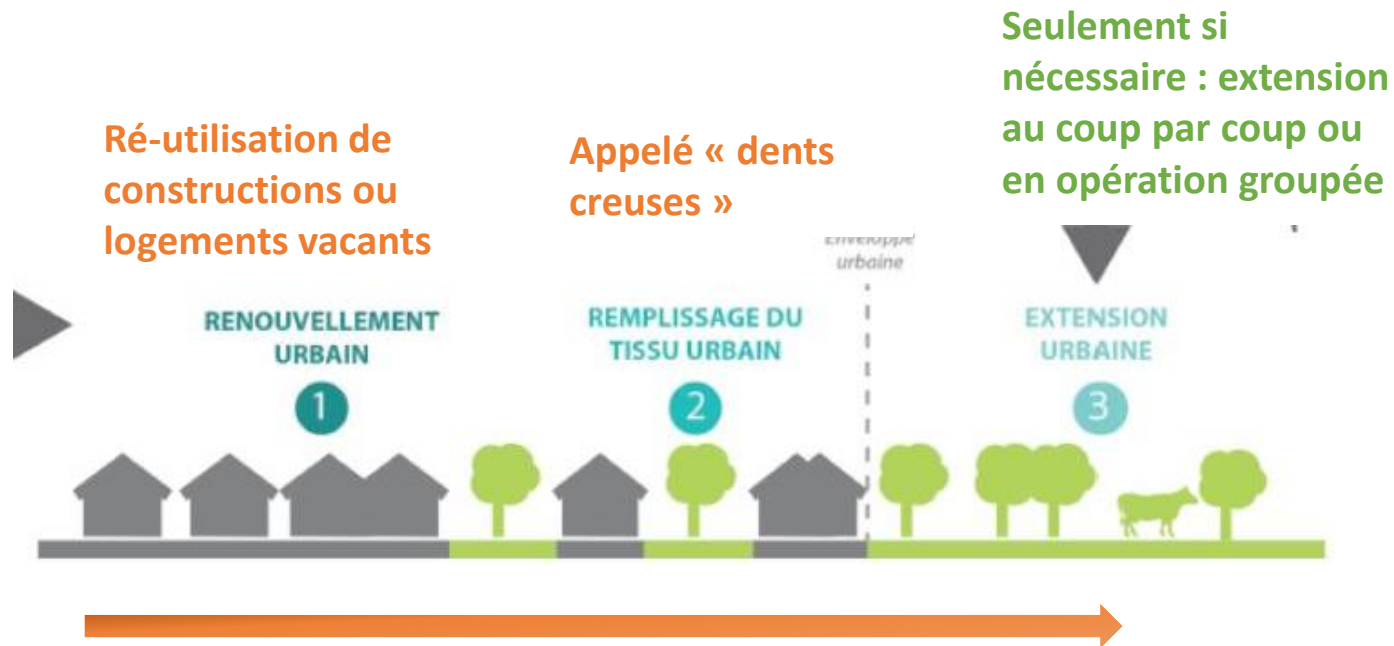 Seulement si
nécessaire : extension
au coup par coup ou
en opération groupée
Ré-utilisation de
constructions ou
logements vacants
Appelé « dents
creuses »
Enveloppe
urbaine
RENOUVELLEMENT
URBAIN
1
REMPLISSAGE DU
TISSU URBAIN
2
EXTENSION
URBAINE
3